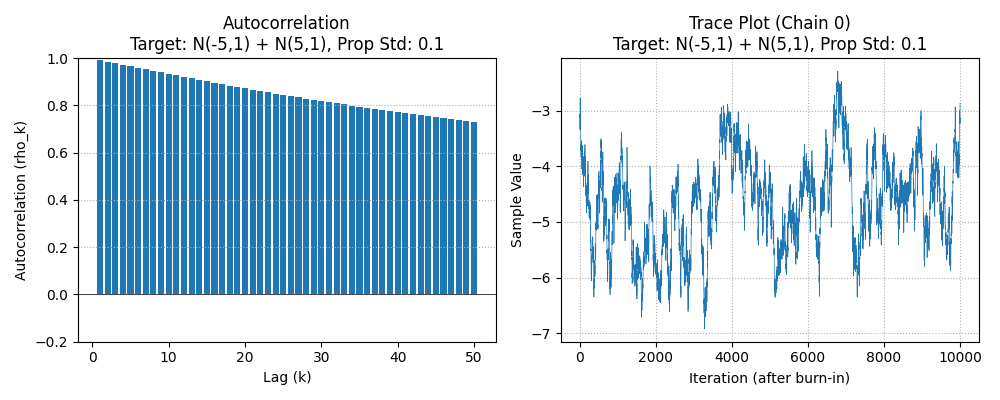 Autocorrelation
Target: N(-5,1) + N(5,1), Prop Std: 0.1
1.0
0.8
0.6
0.4
0.2
0.0
−0.2
Autocorrelation (rho_k)
0 10 20 30 40 50
Lag (k)
Trace Plot (Chain 0)
Target: N(-5,1) + N(5,1), Prop Std: 0.1
−3
−4
−5
−6
−7
Sample Value
0 2000 4000 6000 8000 10000
Iteration (after burn-in)